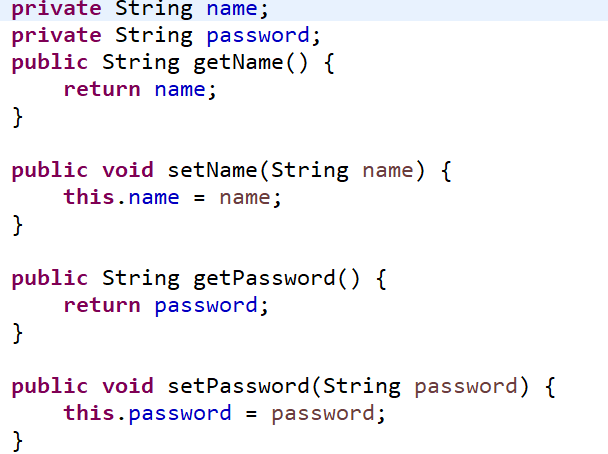 private String name;
private String password;
public String getName() {
    return name;
}

public void setName(String name) {
    this.name = name;
}

public String getPassword() {
    return password;
}

public void setPassword(String password) {
    this.password = password;
}